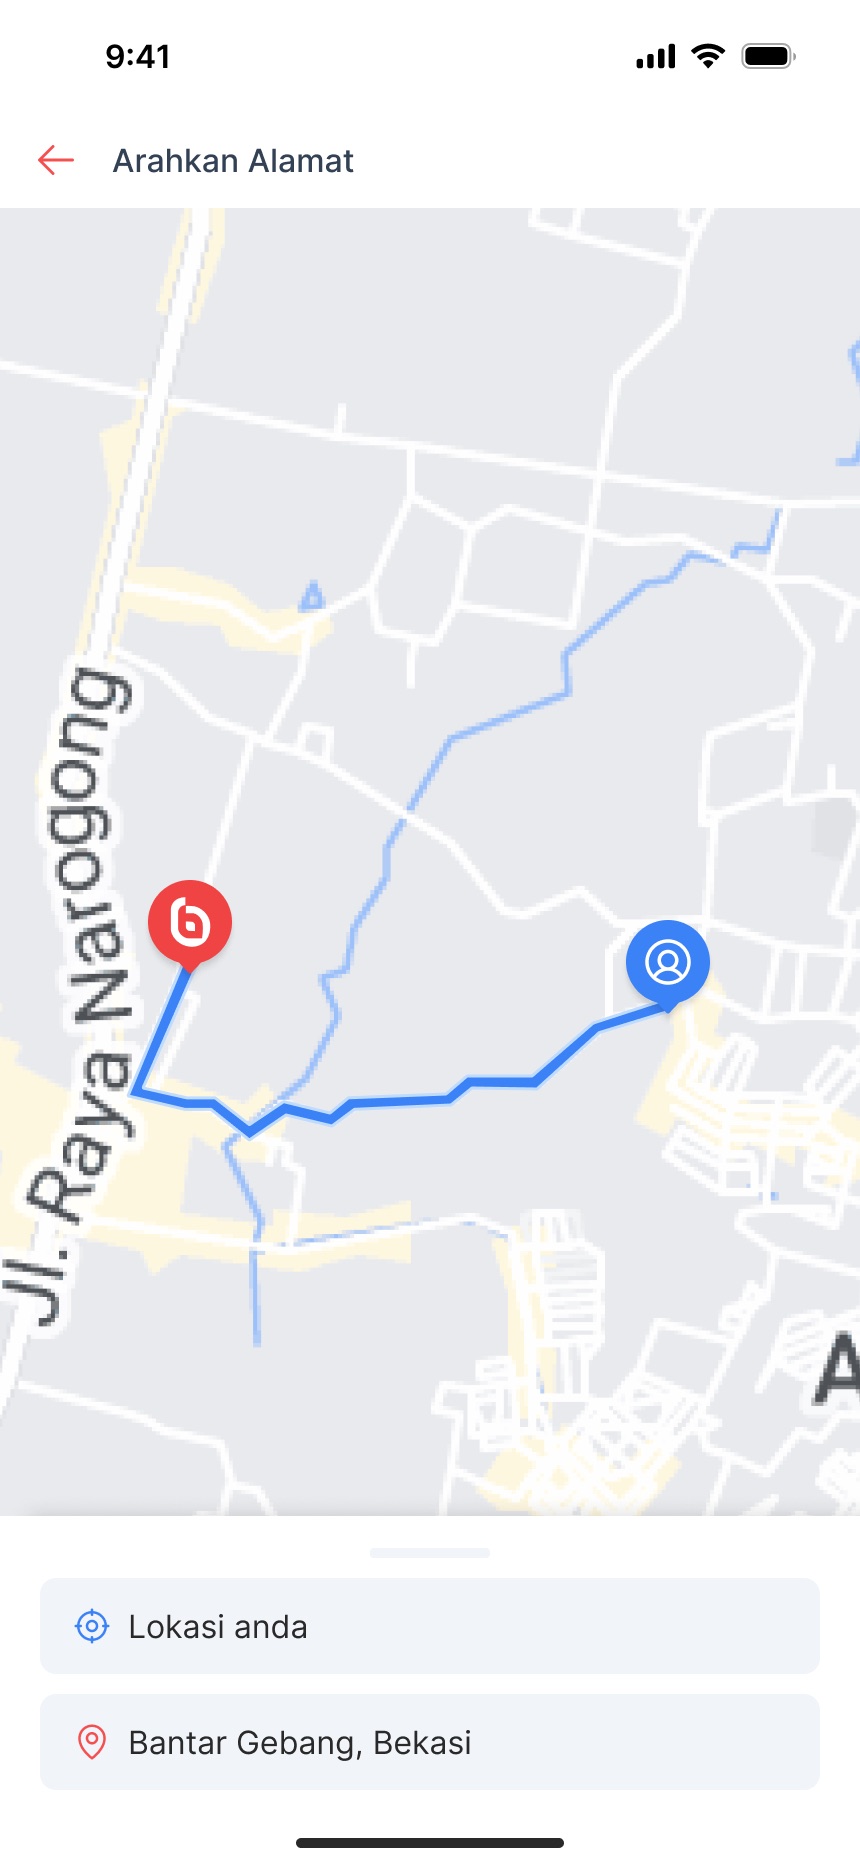 9:41
Arahkan Alamat
Jl. Raya Narogong
A
Lokasi anda
Bantar Gebang, Bekasi